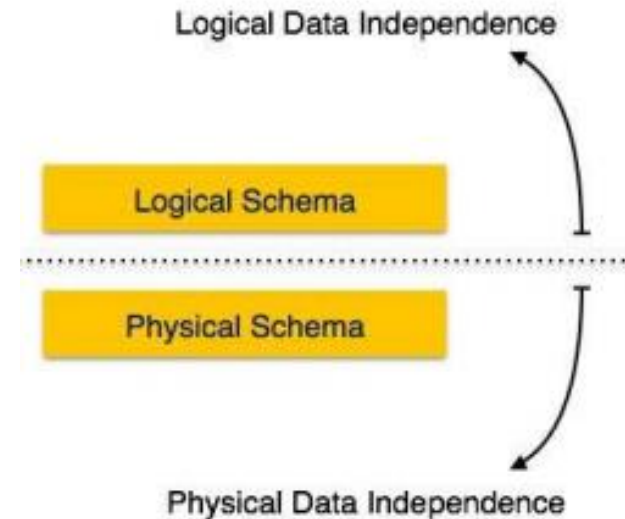 Logical Data Independence
Logical Schema
Physical Schema
Physical Data Independence